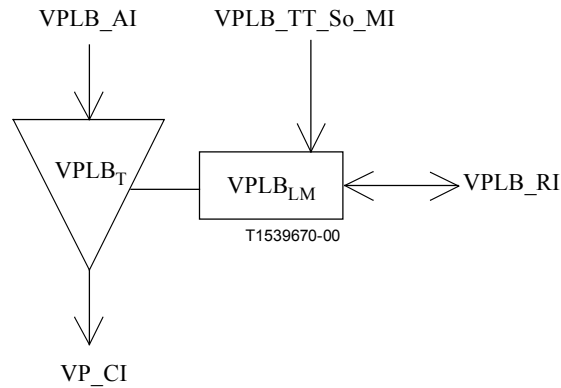 VPLB_AI
VPLB_TT_So_MI
VPLB_T
VPLB_LM
VPLB_RI
T1539670-00
VP_CI